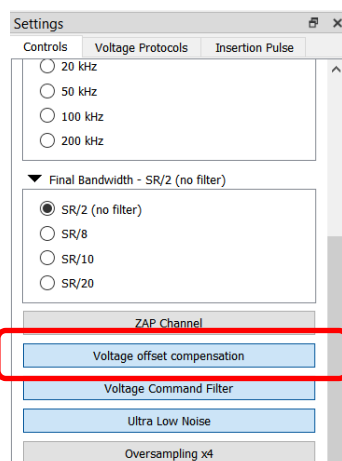 Settings
Controls Voltage Protocols Insertion Pulse
20 kHz
50 kHz
100 kHz
200 kHz
Final Bandwidth - SR/2 (no filter)
SR/2 (no filter)
SR/8
SR/10
SR/20
ZAP Channel
Voltage offset compensation
Voltage Command Filter
Ultra Low Noise
Oversampling x4